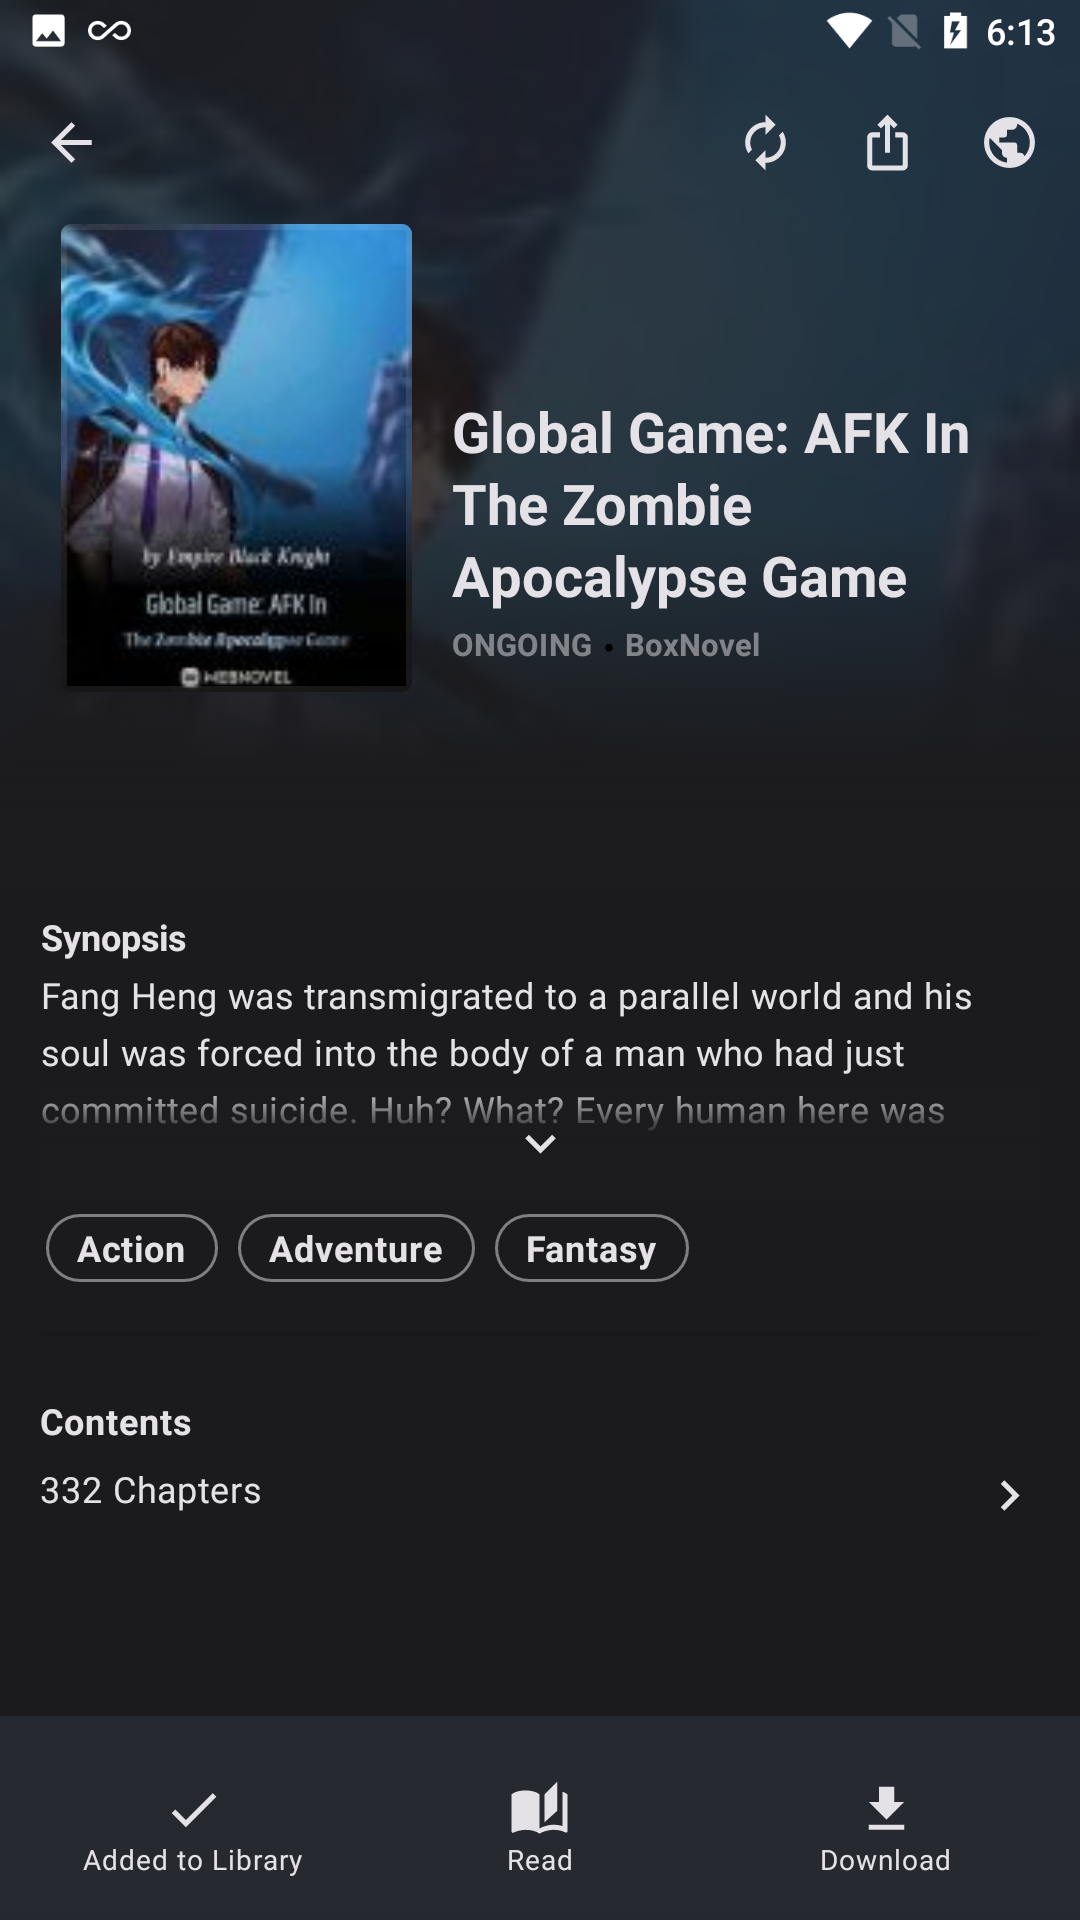 6:13
by Empire Black Knight
Global Game: AFK In
The Zombie Apocalypse Game
WEBNOVEL
Global Game: AFK In
The Zombie
Apocalypse Game
ONGOING • BoxNovel
Synopsis
Fang Heng was transmigrated to a parallel world and his
soul was forced into the body of a man who had just
committed suicide. Huh? What? Every human here was
Action Adventure Fantasy
Contents
332 Chapters
Added to Library Read Download